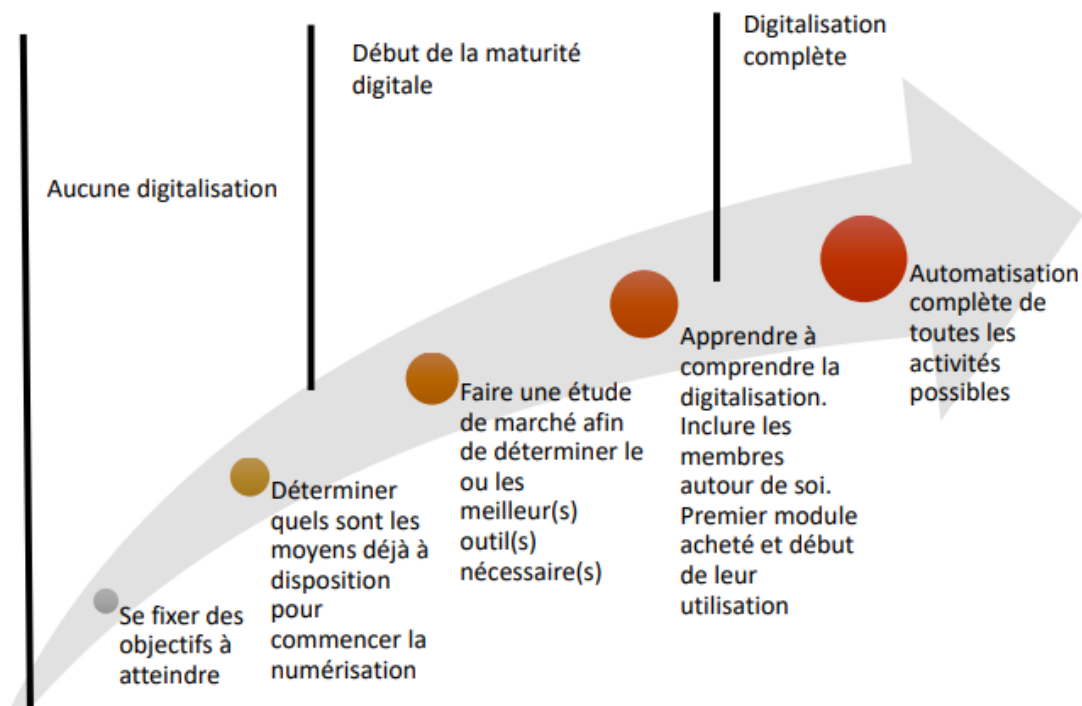 Aucune digitalisation
Début de la maturité
digitale
Digitalisation
complète
Se fixer des
objectifs à
atteindre
Déterminer
quels sont les
moyens déjà à
disposition
pour
commencer la
numérisation
Faire une étude
de marché afin
de déterminer le
ou les
meilleur(s)
outil(s)
nécessaire(s)
Apprendre à
comprendre la
digitalisation.
Inclure les
membres
autour de soi.
Premier module
acheté et début
de leur
utilisation
Automatisation
complète de
toutes les
activités
possibles